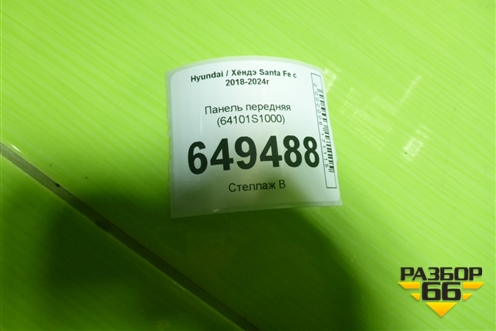 Hyundai / Хёндэ Santa Fe с
2018-2024г
Панель передняя
(64101S1000)
649488
Стеллаж В
РАЗБОР
66